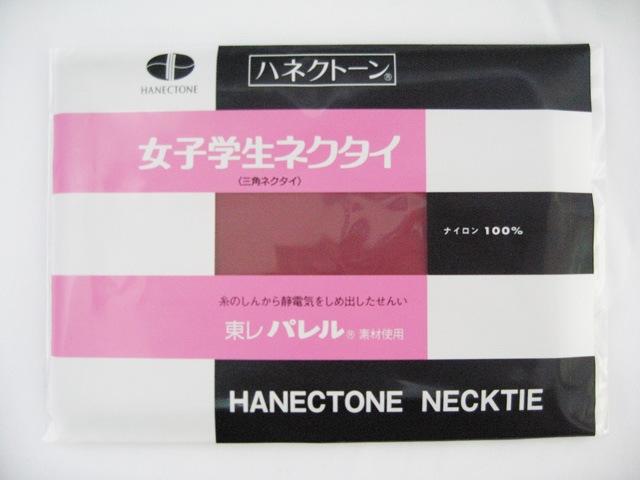 HANECTONE
ハネクトーン®
女子学生ネクタイ
〈三角ネクタイ〉
ナイロン 100%
糸のしんから静電気をしめ出したせんい
東レ パレル® 素材使用
HANECTONE NECKTIE